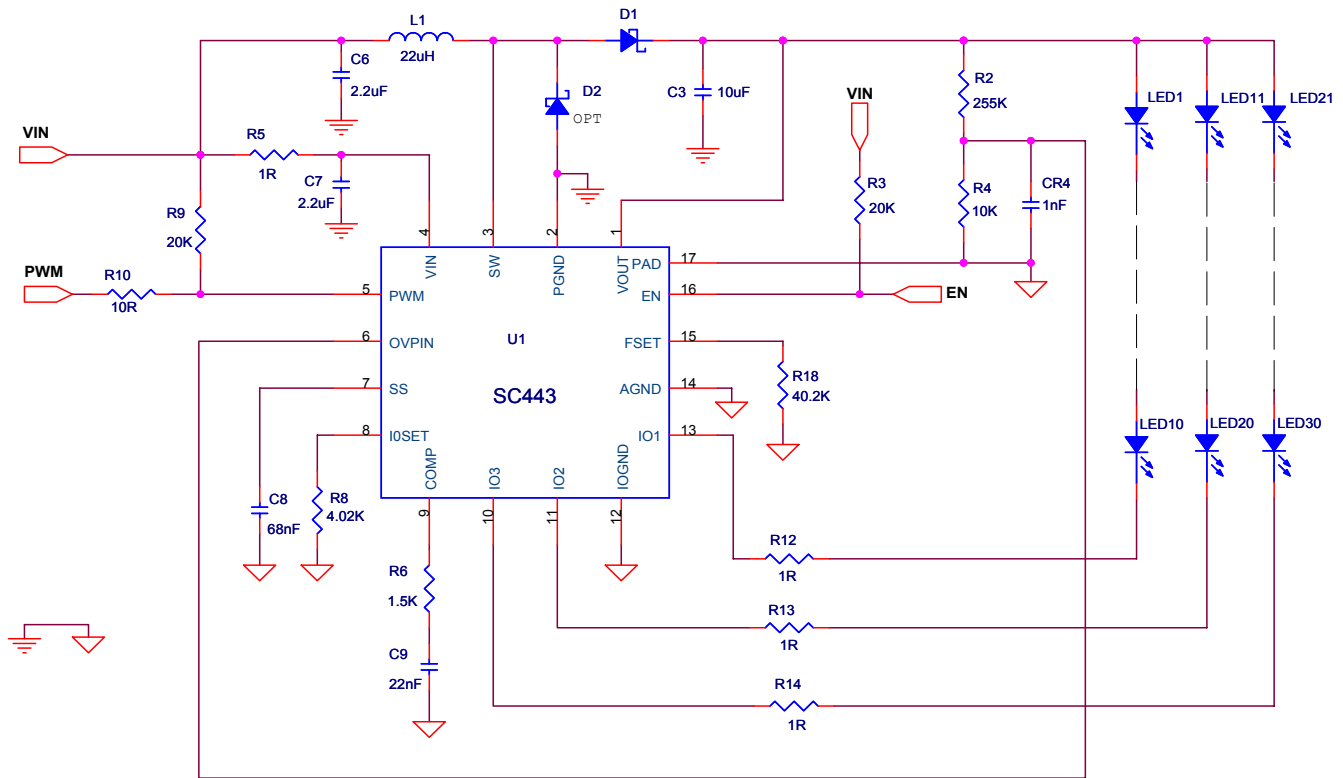 L1
22uH
D1
C6
2.2uF
D2
OPT
C3
10uF
VIN
R2
255K
LED1
LED11
LED21
VIN
R5
1R
C7
2.2uF
R3
20K
R4
10K
CR4
1nF
R9
20K
4
3
2
1
VIN
SW
PGND
VOUT
PAD
17
PWM
R10
10R
5
PWM
EN
16
EN
6
OVPIN
U1
FSET
15
R18
40.2K
7
SS
SC443
AGND
14
8
I0SET
IO1
13
COMP
IO3
IO2
IOGND
9
10
11
12
LED10
LED20
LED30
C8
68nF
R8
4.02K
R12
1R
R6
1.5K
R13
1R
C9
22nF
R14
1R